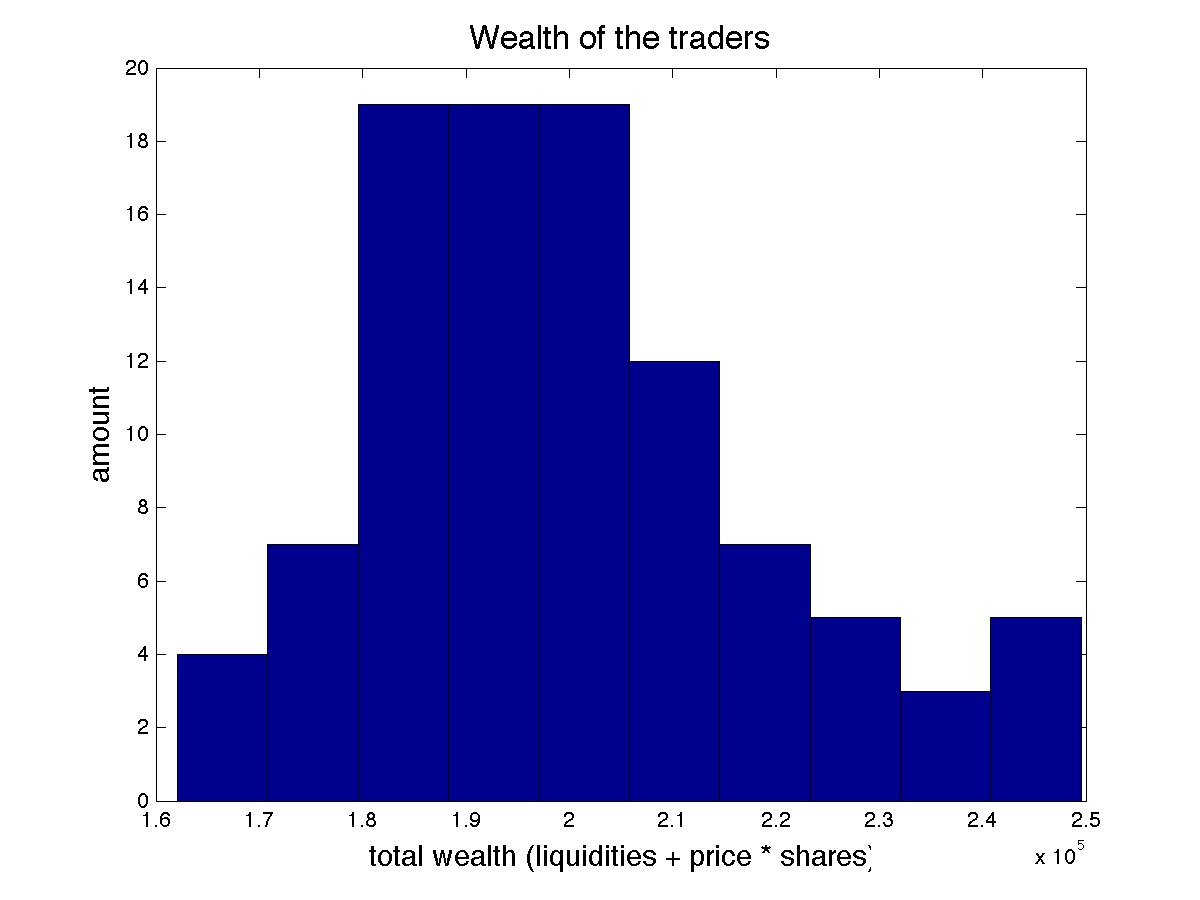 Wealth of the traders
20
18
16
14
12
10
8
6
4
2
0
amount
1.6 1.7 1.8 1.9 2 2.1 2.2 2.3 2.4 2.5
x 10^5
total wealth (liquidities + price * shares)